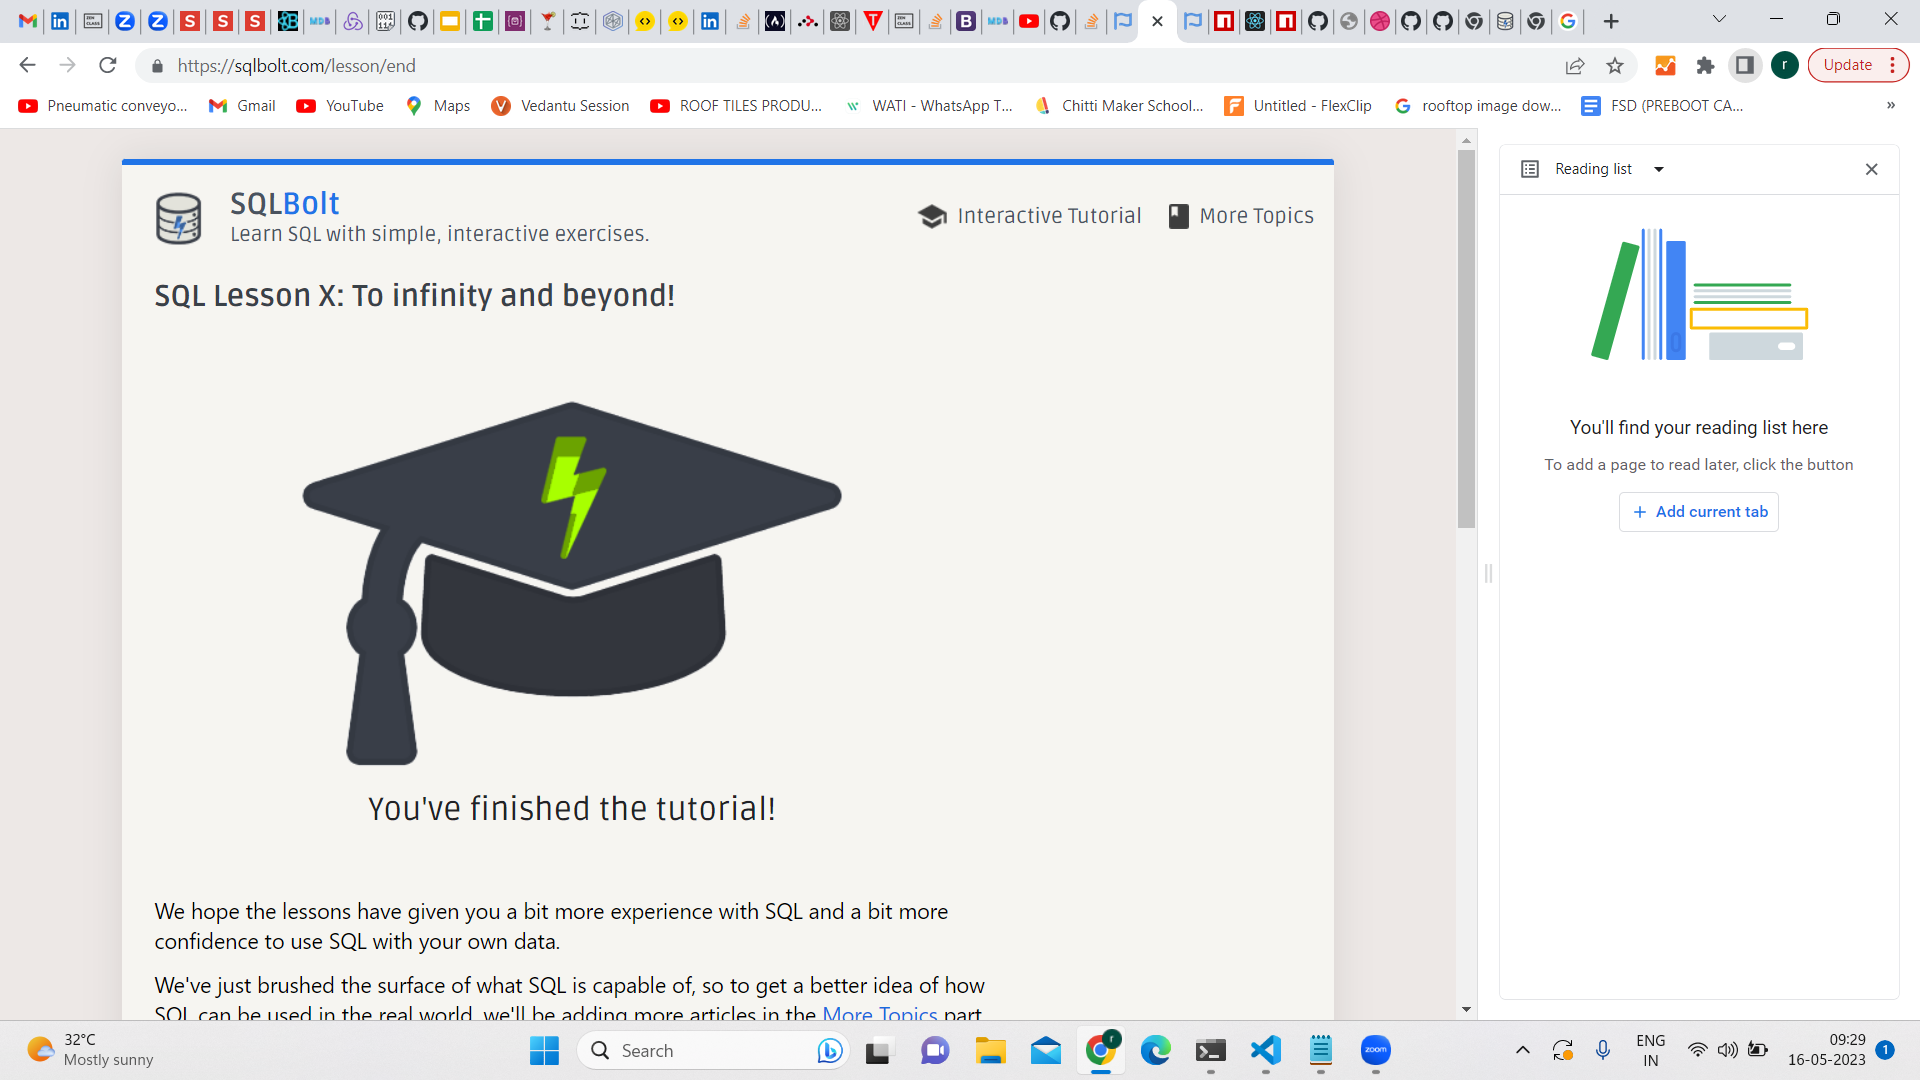 https://sqlbolt.com/lesson/end
r
Update
Pneumatic conveyo...
Gmail
YouTube
Maps
Vedantu Session
ROOF TILES PRODU...
WATI - WhatsApp T...
Chitti Maker School...
Untitled - FlexClip
rooftop image dow...
FSD (PREBOOT CA...
»
SQLBolt
Learn SQL with simple, interactive exercises.
Interactive Tutorial
More Topics
SQL Lesson X: To infinity and beyond!
You've finished the tutorial!
We hope the lessons have given you a bit more experience with SQL and a bit more
confidence to use SQL with your own data.
We've just brushed the surface of what SQL is capable of, so to get a better idea of how
SQL can be used in the real world, we'll be adding more articles in the More Topics part
Reading list
You'll find your reading list here
To add a page to read later, click the button
+ Add current tab
32°C
Mostly sunny
Search
r
zoom
ENG
IN
09:29
16-05-2023
1